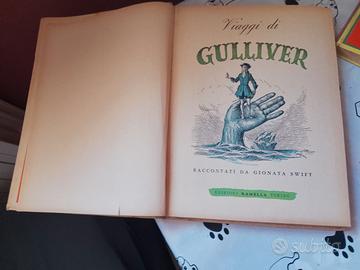 Viaggi di
GULLIVER
RACCONTATI DA GIONATA SWIFT
EDIZIONI RAMELLA TORINO
subito